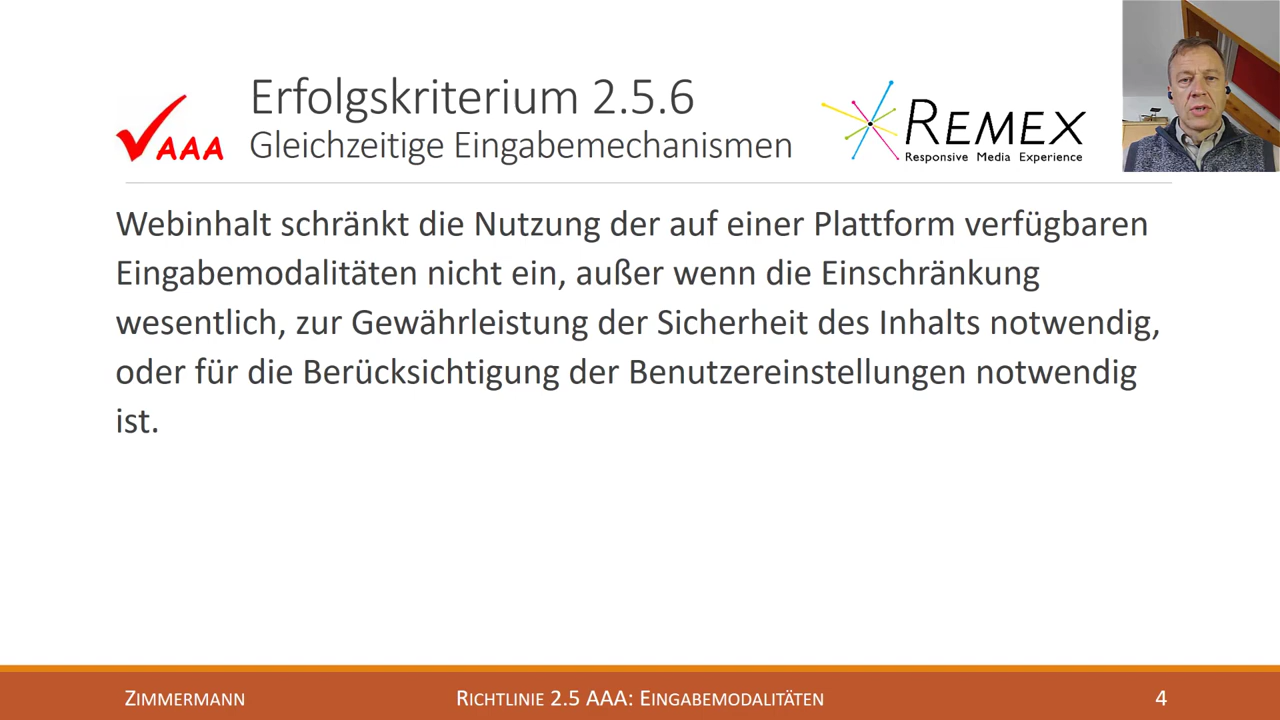 Erfolgskriterium 2.5.6
Gleichzeitige Eingabemechanismen
AAA
REMEX
Responsive Media Experience
Webinhalt schränkt die Nutzung der auf einer Plattform verfügbaren
Eingabemodalitäten nicht ein, außer wenn die Einschränkung
wesentlich, zur Gewährleistung der Sicherheit des Inhalts notwendig,
oder für die Berücksichtigung der Benutzereinstellungen notwendig
ist.
Zimmermann
Richtlinie 2.5 AAA: Eingabemodalitäten
4